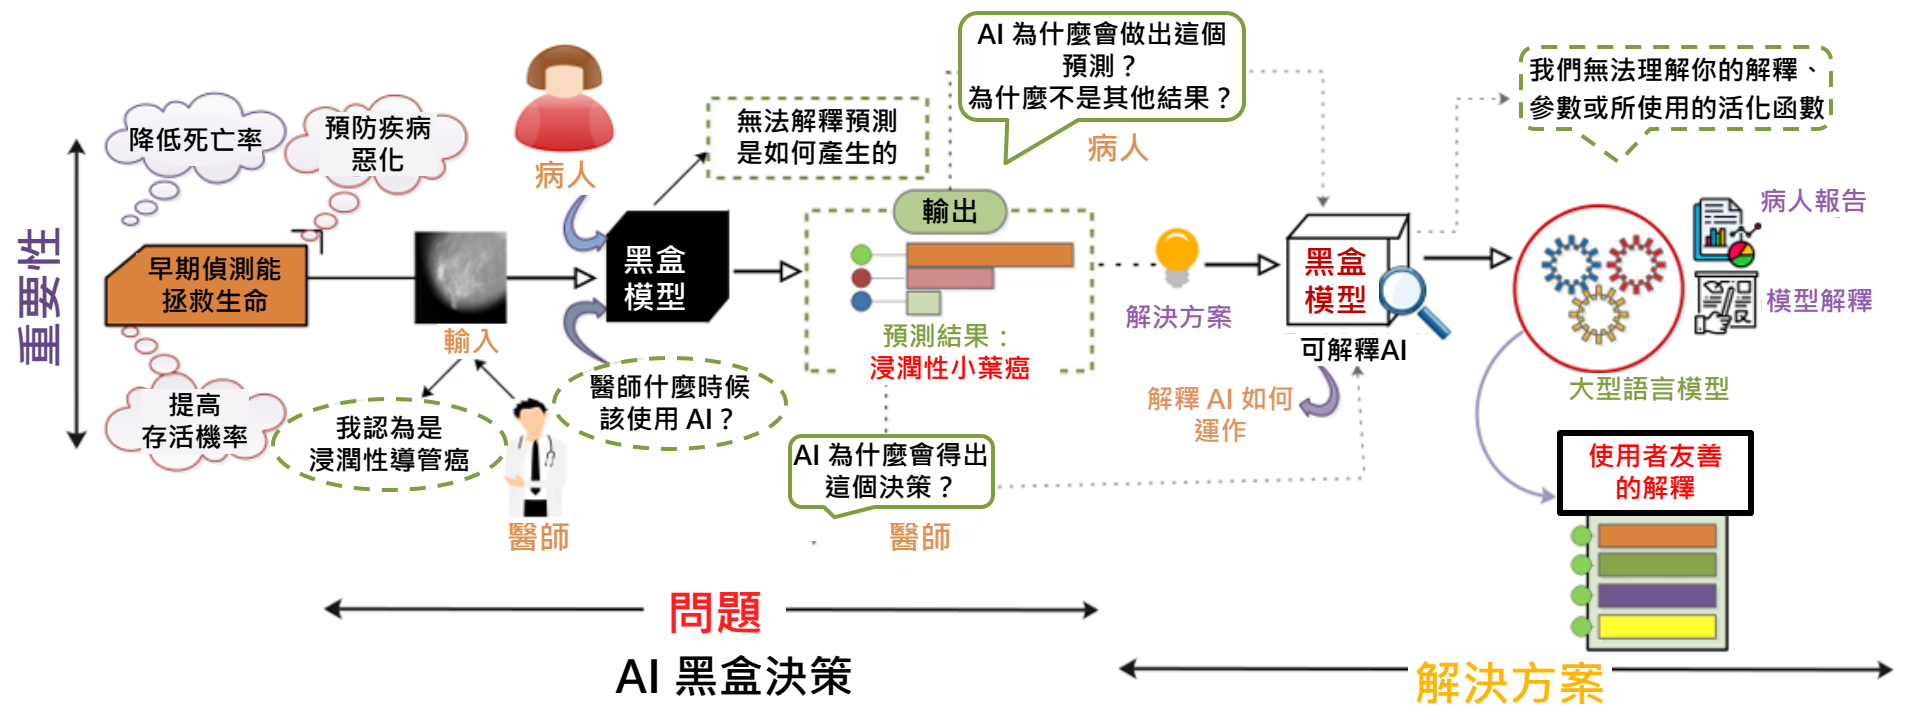 重要性
降低死亡率
預防疾病
惡化
早期偵測能
拯救生命
提高
存活機率
輸入
我認為是
浸潤性導管癌
病人
醫師
醫師什麼時候
該使用 AI？
黑盒
模型
無法解釋預測
是如何產生的
輸出
預測結果：
浸潤性小葉癌
AI 為什麼會做出這個
預測？
為什麼不是其他結果？
病人
AI 為什麼會得出
這個決策？
醫師
解決方案
黑盒
模型
可解釋AI
解釋 AI 如何
運作
我們無法理解你的解釋、
參數或所使用的活化函數
病人報告
模型解釋
大型語言模型
使用者友善
的解釋
問題
AI 黑盒決策
解決方案